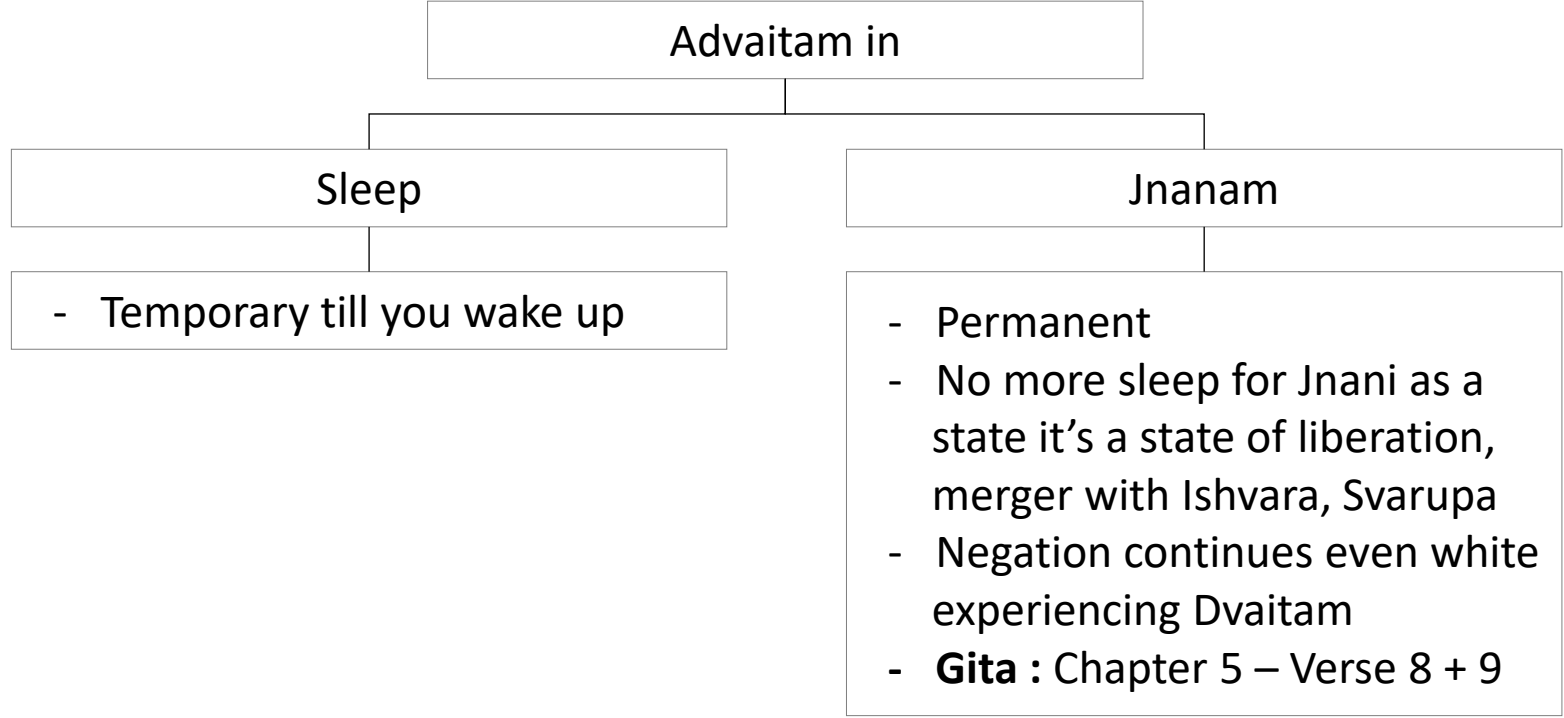 Advaitam in
Sleep
- Temporary till you wake up
Jnanam
- Permanent
- No more sleep for Jnani as a
state it’s a state of liberation,
merger with Ishvara, Svarupa
- Negation continues even white
experiencing Dvaitam
- Gita : Chapter 5 – Verse 8 + 9